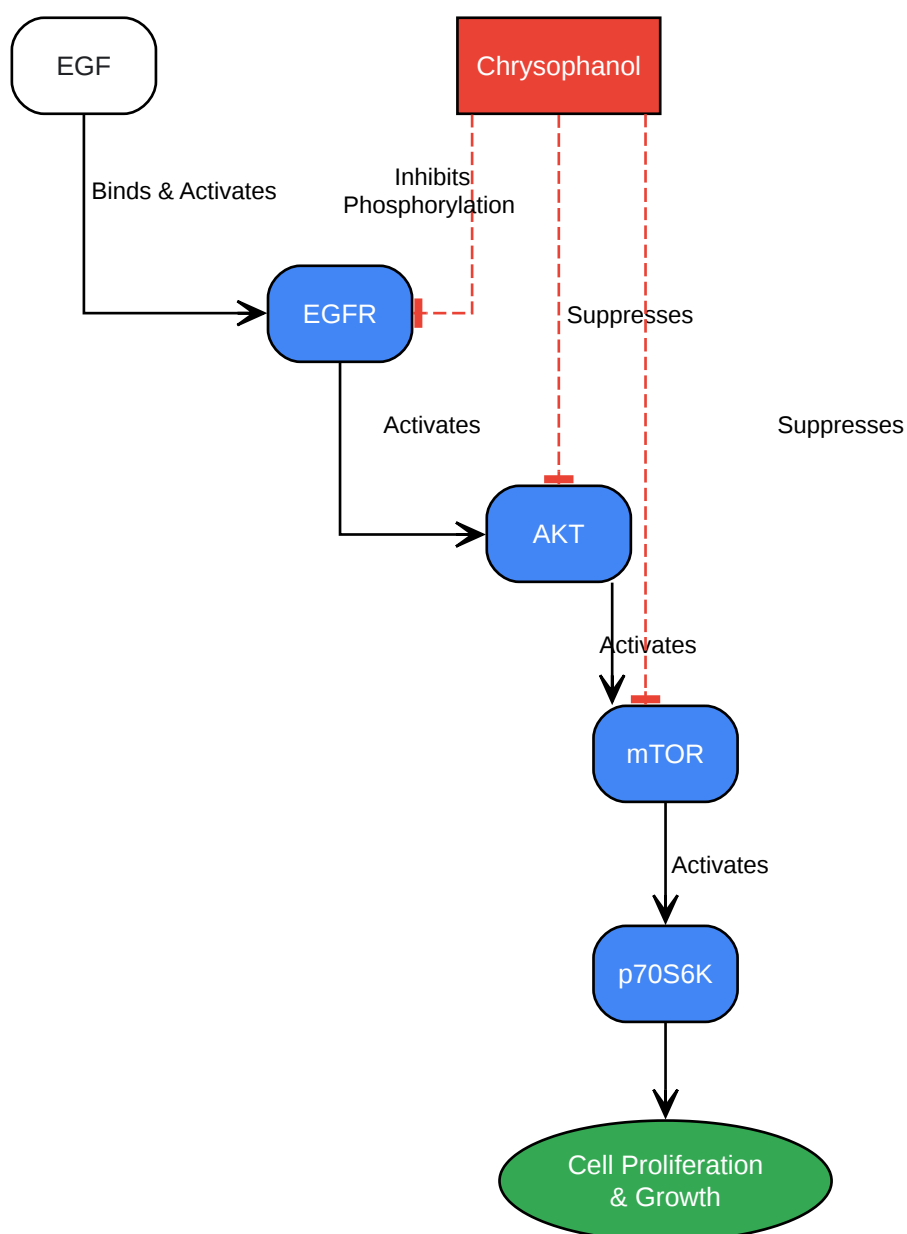 EGF
Chrysophanol
Binds & Activates
Inhibits
Phosphorylation
EGFR
Suppresses
Activates
Suppresses
AKT
Activates
mTOR
Activates
p70S6K
Cell Proliferation
& Growth